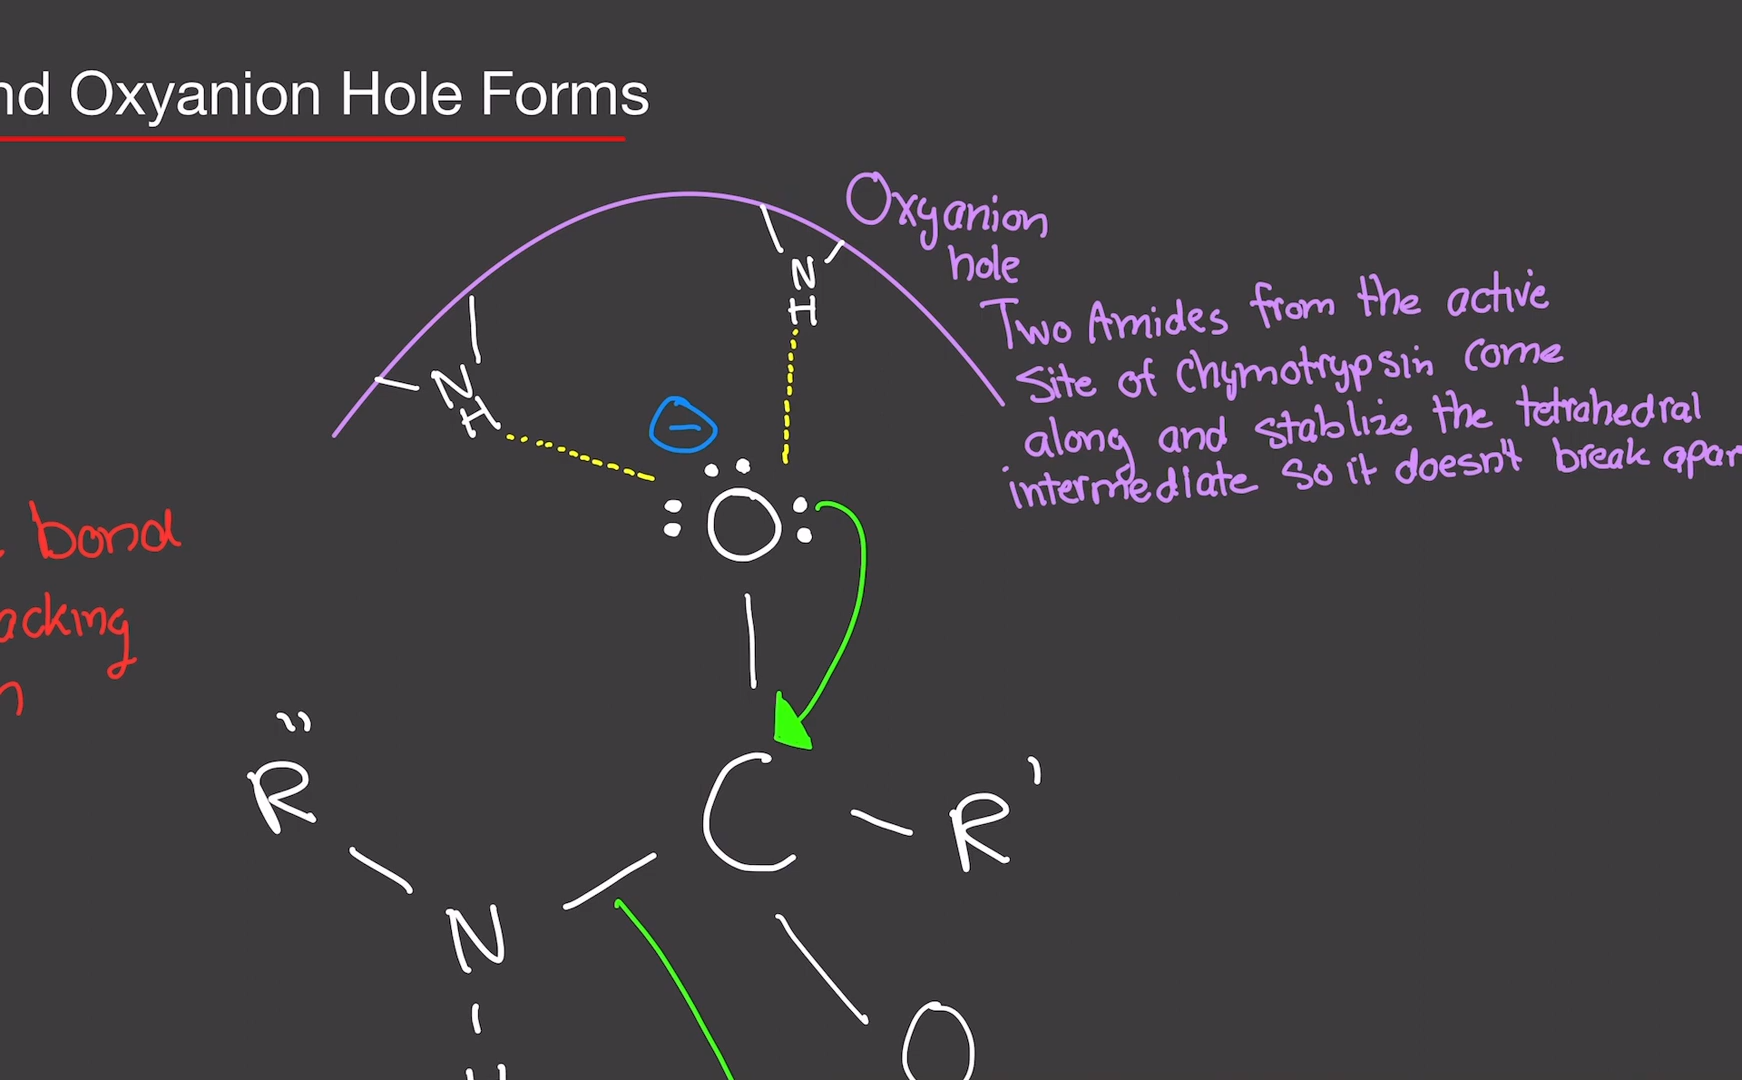 nd Oxyanion Hole Forms
Oxyanion
hole
Two Amides from the active
Site of Chymotrypsin come
along and stablize the tetrahedral
intermediate so it doesn't break apar
N
H
N
H
−
O
bond
acking
n
R"
C
R'
N
H
O